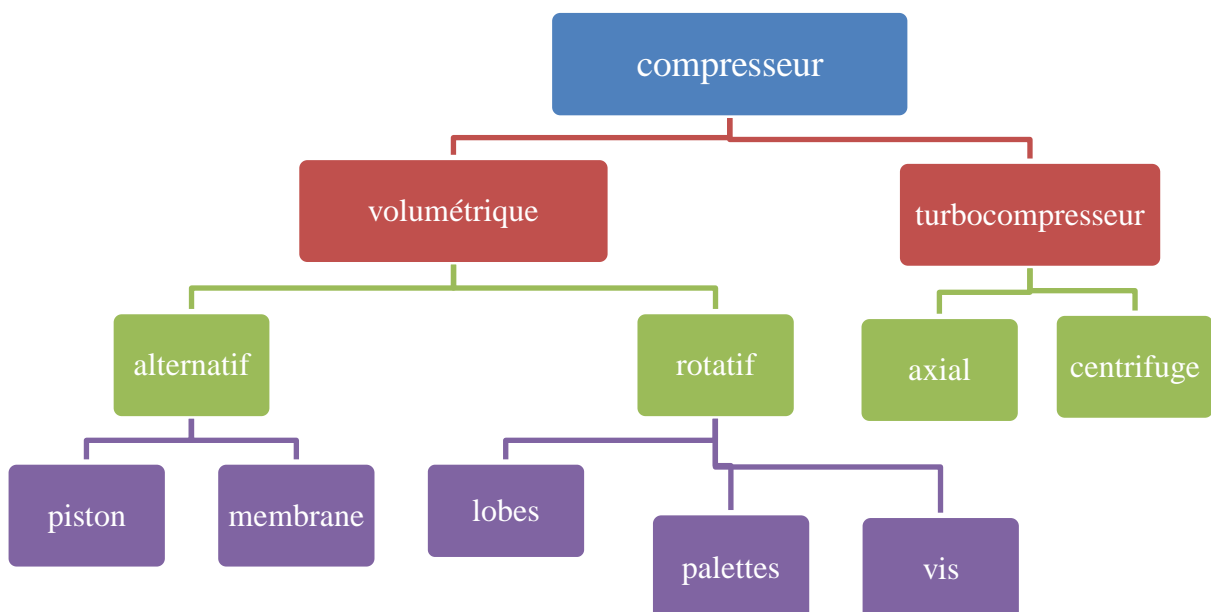 compresseur
volumétrique
turbocompresseur
alternatif
rotatif
axial
centrifuge
piston
membrane
lobes
palettes
vis